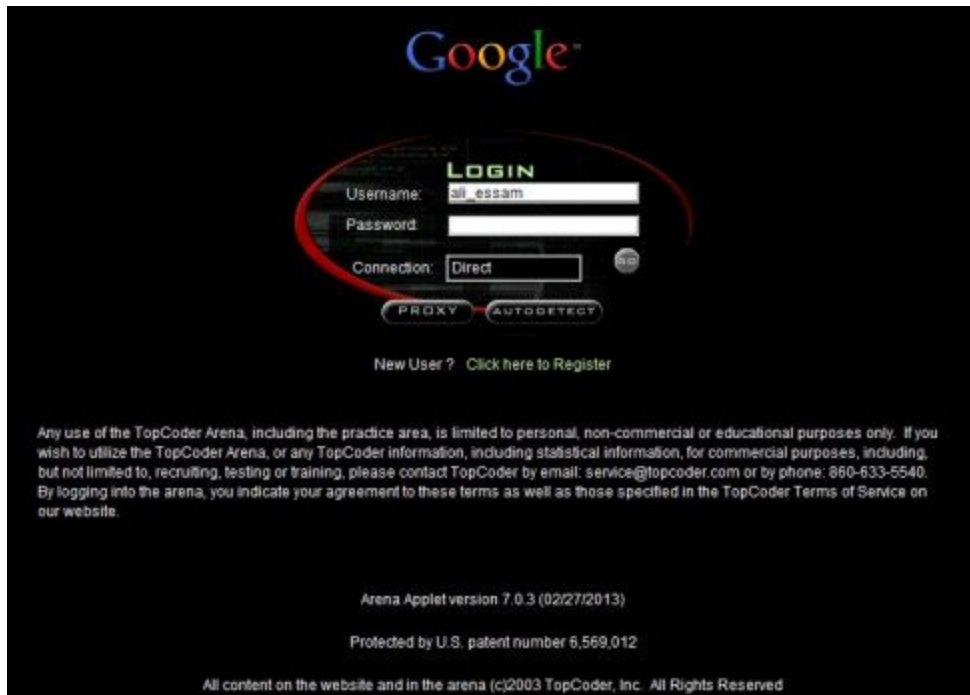 Google™
LOGIN
Username: ali_essam
Password:
Connection: Direct
GO
PROXY AUTODETECT
New User ? Click here to Register
Any use of the TopCoder Arena, including the practice area, is limited to personal, non-commercial or educational purposes only. If you
wish to utilize the TopCoder Arena, or any TopCoder information, including statistical information, for commercial purposes, including,
but not limited to, recruiting, testing or training, please contact TopCoder by email: service@topcoder.com or by phone: 860-633-5540.
By logging into the arena, you indicate your agreement to these terms as well as those specified in the TopCoder Terms of Service on
our website.
Arena Applet version 7.0.3 (02/27/2013)
Protected by U.S. patent number 6,569,012
All content on the website and in the arena (c)2003 TopCoder, Inc. All Rights Reserved